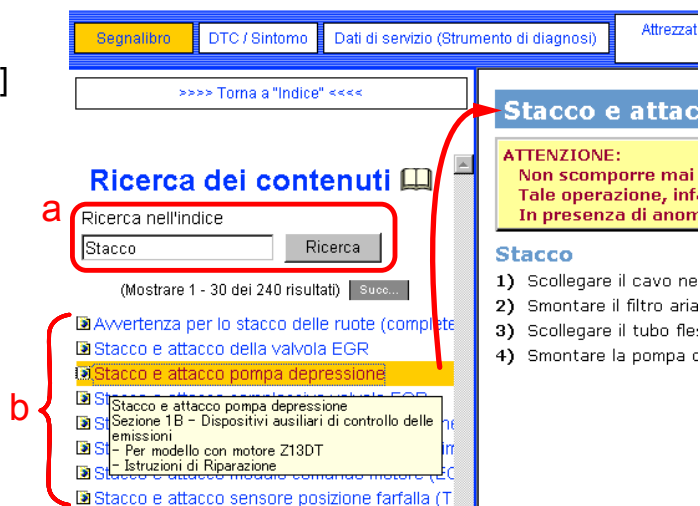 Segnalibro
DTC / Sintomo
Dati di servizio (Strumento di diagnosi)
Attrezzat
]
>>>> Torna a "Indice" <<<<
Ricerca dei contenuti
a
Ricerca nell'indice
Stacco
Ricerca
(Mostrare 1 - 30 dei 240 risultati)
Succ...
b
Avvertenza per lo stacco delle ruote (complete
Stacco e attacco della valvola EGR
Stacco e attacco pompa depressione
Stacco e attacco pompa depressione
Sezione 1B - Dispositivi ausiliari di controllo delle
emissioni
- Per modello con motore Z13DT
- Istruzioni di Riparazione
Stacco e attacco sensore posizione farfalla (T
Stacco e attac
ATTENZIONE:
Non scomporre mai
Tale operazione, infa
In presenza di anom
Stacco
1) Scollegare il cavo ne
2) Smontare il filtro aria
3) Scollegare il tubo fles
4) Smontare la pompa d